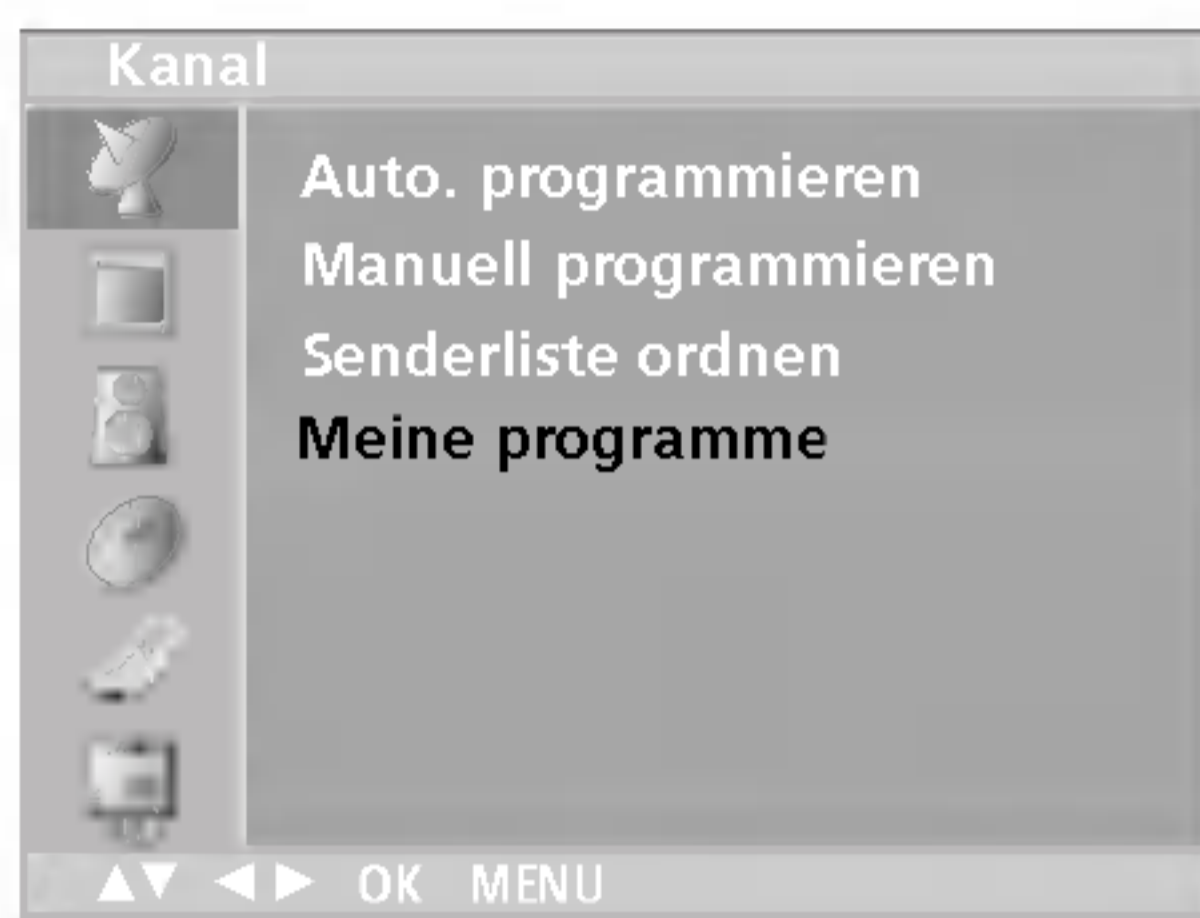 Kanal
Auto. programmieren
Manuell programmieren
Senderliste ordnen
Meine programme
▲▼ ◀ ▶ OK MENU